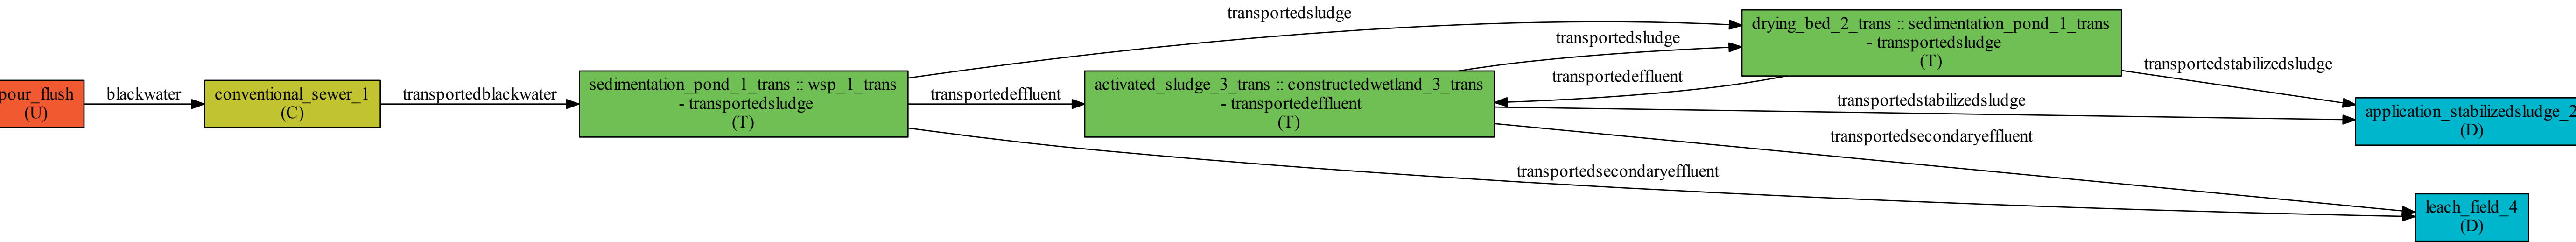 pour_flush
(U)
blackwater
conventional_sewer_1
(C)
transportedblackwater
sedimentation_pond_1_trans :: wsp_1_trans
- transportedsludge
(T)
transportedsludge
transportedeffluent
transportedsecondaryeffluent
activated_sludge_3_trans :: constructedwetland_3_trans
- transportedeffluent
(T)
transportedsludge
transportedeffluent
transportedstabilizedsludge
transportedsecondaryeffluent
drying_bed_2_trans :: sedimentation_pond_1_trans
- transportedsludge
(T)
transportedstabilizedsludge
application_stabilizedsludge_2
(D)
leach_field_4
(D)